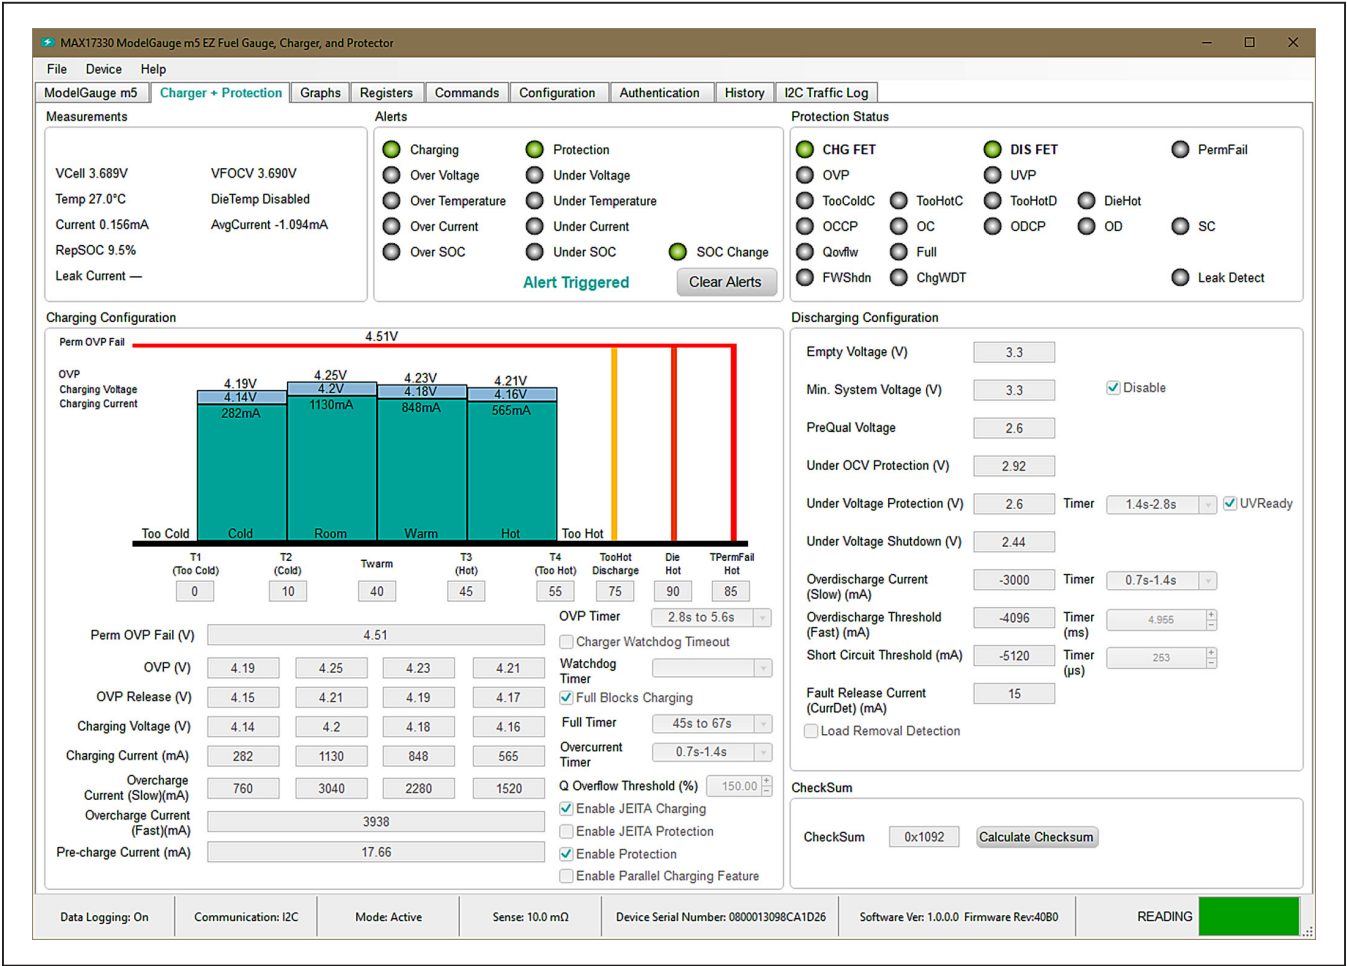 MAX17330 ModelGauge m5 EZ Fuel Gauge, Charger, and Protector
File Device Help
ModelGauge m5 Charger + Protection Graphs Registers Commands Configuration Authentication History I2C Traffic Log
Measurements
VCell 3.689V VFOCV 3.690V
Temp 27.0°C DieTemp Disabled
Current 0.156mA AvgCurrent -1.094mA
RepSOC 9.5%
Leak Current —
Alerts
Charging Protection
Over Voltage Under Voltage
Over Temperature Under Temperature
Over Current Under Current
Over SOC Under SOC SOC Change
Alert Triggered Clear Alerts
Protection Status
CHG FET DIS FET PermFail
OVP UVP
TooColdC TooHotC TooHotD DieHot
OCCP OC ODCP OD SC
Qovflw Full
FWShdn ChgWDT Leak Detect
Charging Configuration
Perm OVP Fail 4.51V
OVP 4.19V 4.25V 4.23V 4.21V
Charging Voltage 4.14V 4.2V 4.18V 4.16V
Charging Current 282mA 1130mA 848mA 565mA
Too Cold Cold Room Warm Hot Too Hot
T1 T2 Twarm T3 T4 TooHot Die TPermFail
(Too Cold) (Cold) (Hot) (Too Hot) Discharge Hot Hot
0 10 40 45 55 75 90 85
Perm OVP Fail (V) 4.51
OVP (V) 4.19 4.25 4.23 4.21
OVP Release (V) 4.15 4.21 4.19 4.17
Charging Voltage (V) 4.14 4.2 4.18 4.16
Charging Current (mA) 282 1130 848 565
Overcharge
Current (Slow)(mA) 760 3040 2280 1520
Overcharge Current
(Fast)(mA) 3938
Pre-charge Current (mA) 17.66
OVP Timer 2.8s to 5.6s
Charger Watchdog Timeout
Watchdog
Timer
Full Blocks Charging
Full Timer 45s to 67s
Overcurrent
Timer 0.7s-1.4s
Q Overflow Threshold (%) 150.00
Enable JEITA Charging
Enable JEITA Protection
Enable Protection
Enable Parallel Charging Feature
Discharging Configuration
Empty Voltage (V) 3.3
Min. System Voltage (V) 3.3 Disable
PreQual Voltage 2.6
Under OCV Protection (V) 2.92
Under Voltage Protection (V) 2.6 Timer 1.4s-2.8s UVReady
Under Voltage Shutdown (V) 2.44
Overdischarge Current
(Slow) (mA) -3000 Timer 0.7s-1.4s
Overdischarge Threshold
(Fast) (mA) -4096 Timer
(ms) 4.955
Short Circuit Threshold (mA) -5120 Timer
(µs) 253
Fault Release Current
(CurrDet) (mA) 15
Load Removal Detection
CheckSum
CheckSum 0x1092 Calculate Checksum
Data Logging: On Communication: I2C Mode: Active Sense: 10.0 mΩ Device Serial Number: 0800013098CA1D26 Software Ver: 1.0.0.0 Firmware Rev:40B0 READING